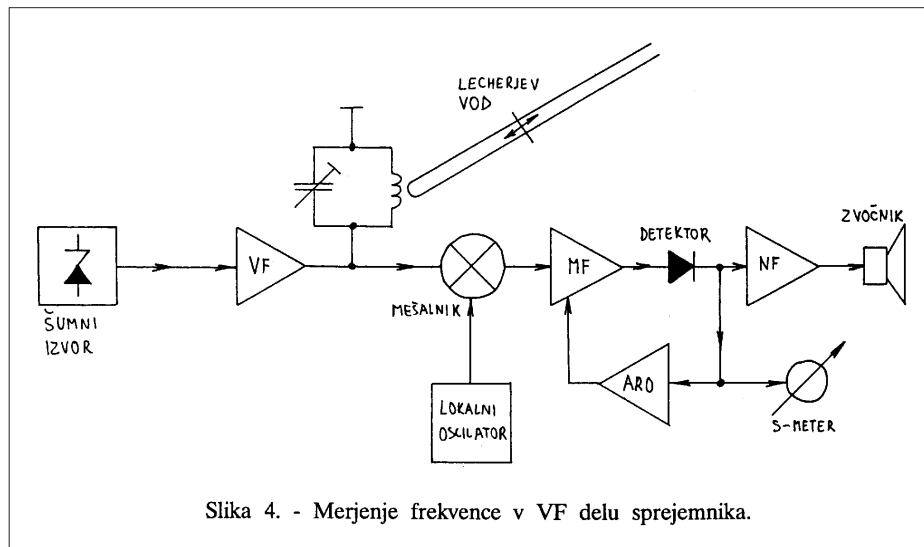 LECHERJEV
VOD
ZVOČNIK
DETEKTOR
VF
MF
NF
MEŠALNIK
ŠUMNI
IZVOR
ARO
LOKALNI
OSCILATOR
S-METER
Slika 4. - Merjenje frekvence v VF delu sprejemnika.